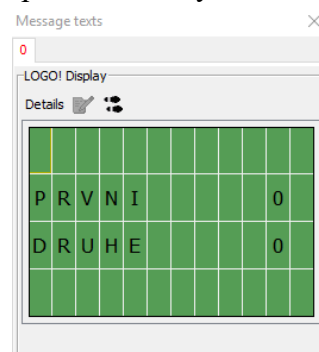 Message texts
0
LOGO! Display
Details
PRVNI 0
DRUHE 0